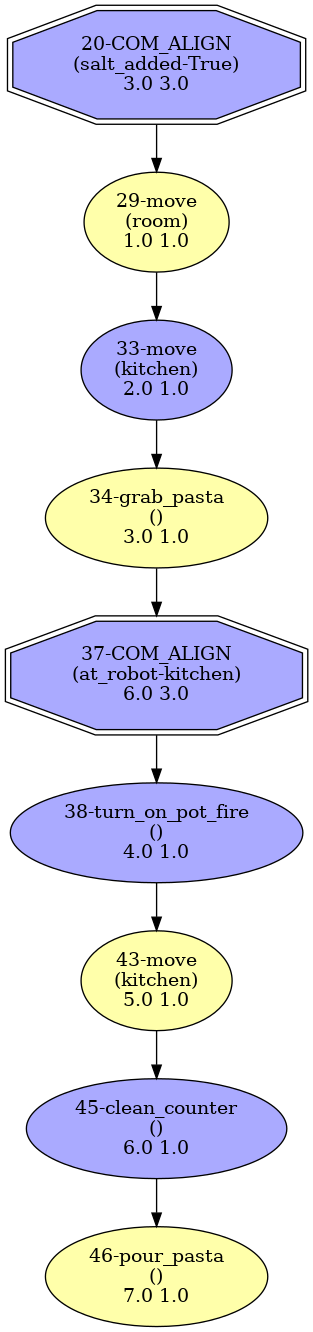 20-COM_ALIGN
(salt_added-True)
3.0 3.0
29-move
(room)
1.0 1.0
33-move
(kitchen)
2.0 1.0
34-grab_pasta
()
3.0 1.0
37-COM_ALIGN
(at_robot-kitchen)
6.0 3.0
38-turn_on_pot_fire
()
4.0 1.0
43-move
(kitchen)
5.0 1.0
45-clean_counter
()
6.0 1.0
46-pour_pasta
()
7.0 1.0